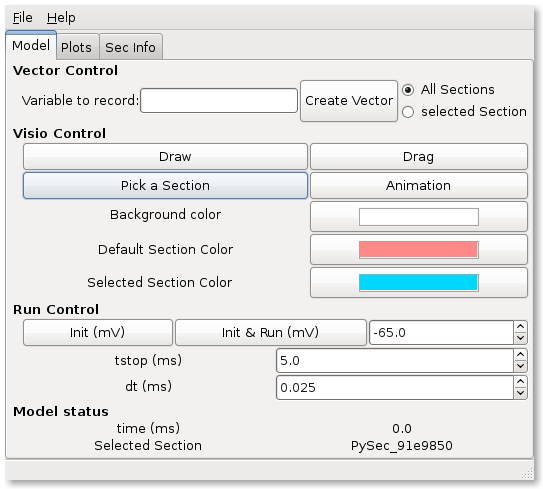 File Help
Model Plots Sec Info
Vector Control
Variable to record: Create Vector All Sections
selected Section
Visio Control
Draw Drag
Pick a Section Animation
Background color
Default Section Color
Selected Section Color
Run Control
Init (mV) Init & Run (mV) -65.0
tstop (ms) 5.0
dt (ms) 0.025
Model status
time (ms) 0.0
Selected Section PySec_91e9850